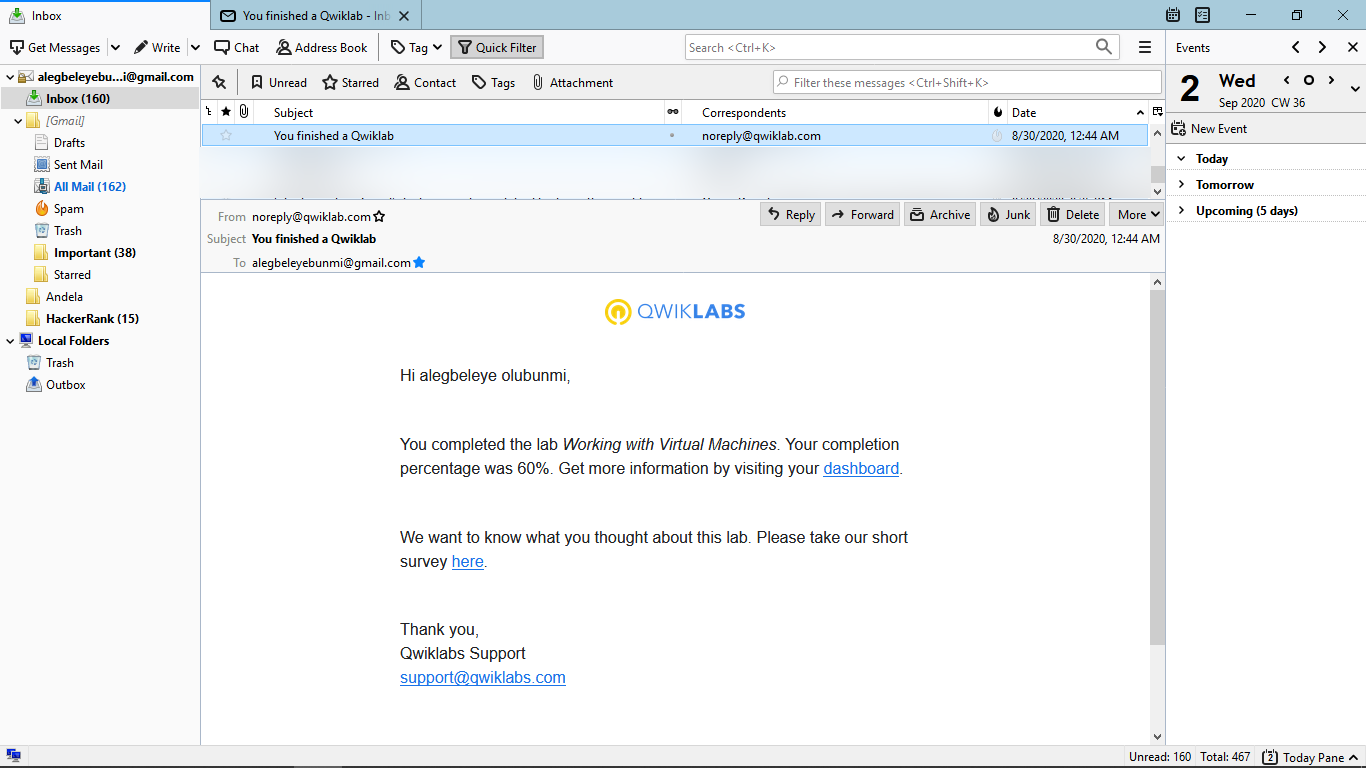 Inbox
You finished a Qwiklab - Inb
Get Messages
Write
Chat
Address Book
Tag
Quick Filter
Search <Ctrl+K>
Events
alegbeleyebu...i@gmail.com
Inbox (160)
[Gmail]
Drafts
Sent Mail
All Mail (162)
Spam
Trash
Important (38)
Starred
Andela
HackerRank (15)
Local Folders
Trash
Outbox
Unread
Starred
Contact
Tags
Attachment
Filter these messages <Ctrl+Shift+K>
Subject
Correspondents
Date
You finished a Qwiklab
noreply@qwiklab.com
8/30/2020, 12:44 AM
From noreply@qwiklab.com
Reply
Forward
Archive
Junk
Delete
More
Subject You finished a Qwiklab
8/30/2020, 12:44 AM
To alegbeleyebunmi@gmail.com
QWIKLABS
Hi alegbeleye olubunmi,
You completed the lab Working with Virtual Machines. Your completion
percentage was 60%. Get more information by visiting your dashboard.
We want to know what you thought about this lab. Please take our short
survey here.
Thank you,
Qwiklabs Support
support@qwiklabs.com
2
Wed
Sep 2020 CW 36
New Event
Today
Tomorrow
Upcoming (5 days)
Unread: 160
Total: 467
2
Today Pane